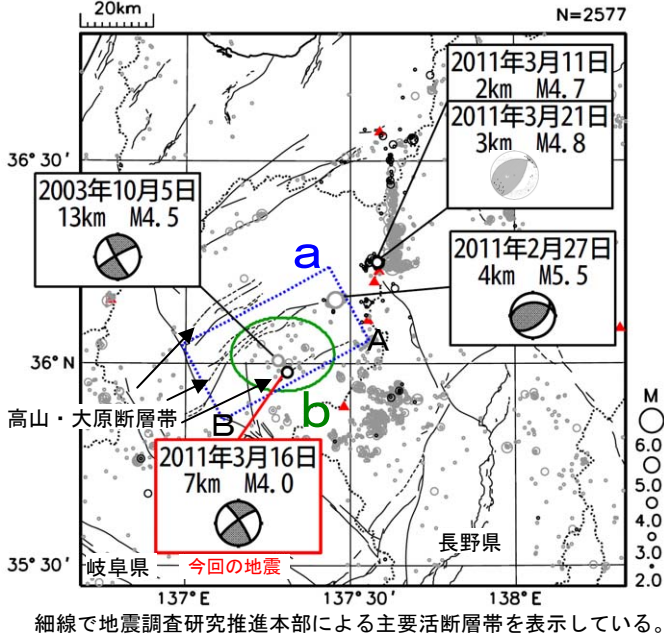 20km
N=2577
2011年3月11日
2km M4.7
2011年3月21日
3km M4.8
36°30'
2003年10月5日
13km M4.5
a
2011年2月27日
4km M5.5
A
36°N
高山・大原断層帯
B
b
M
6.0
5.0
4.0
3.0
2.0
2011年3月16日
7km M4.0
今回の地震
長野県
岐阜県
35°30'
137°E
137°30'
138°E
細線で地震調査研究推進本部による主要活断層帯を表示している。